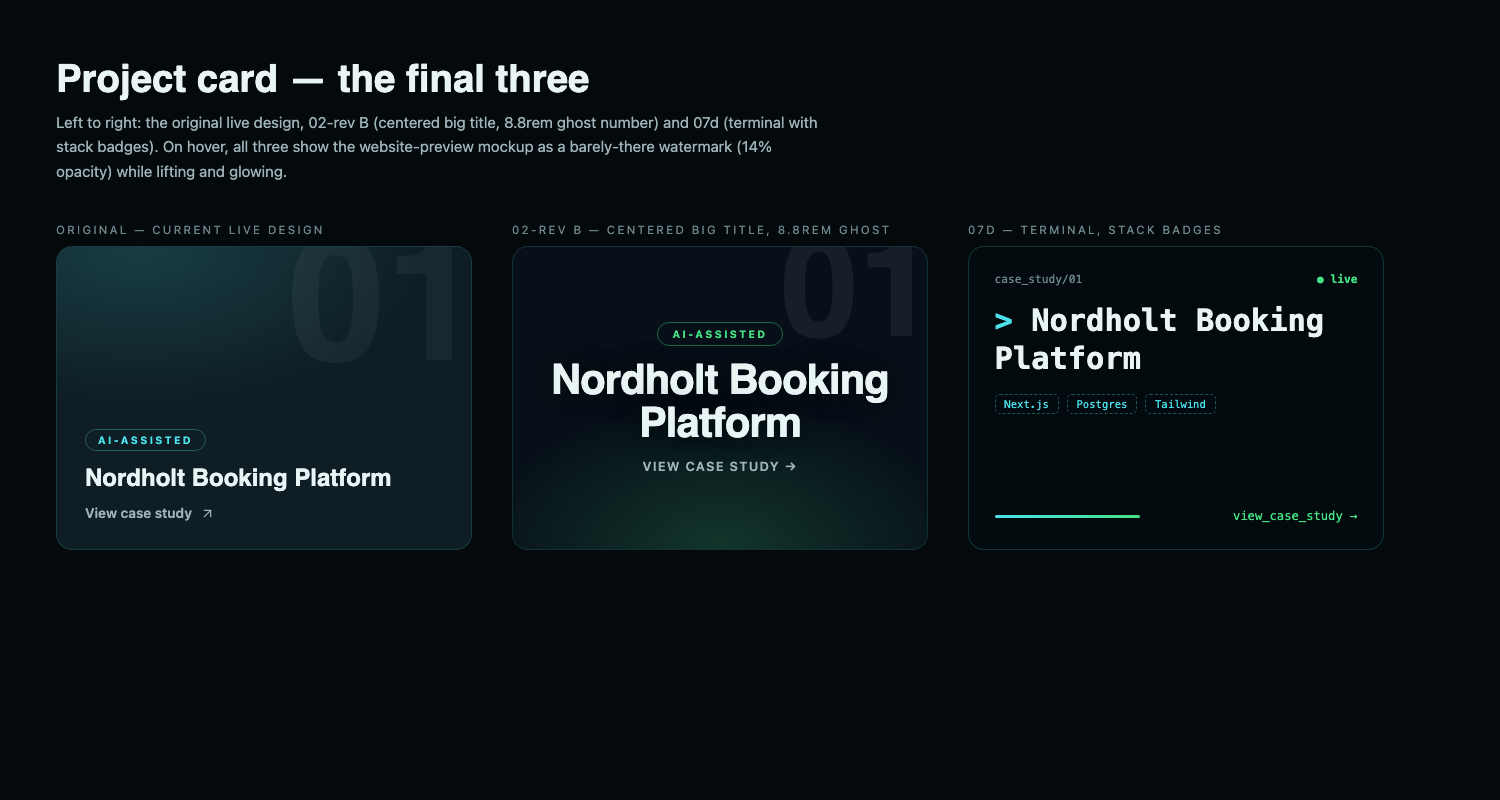 Project card — the final three
Left to right: the original live design, 02-rev B (centered big title, 8.8rem ghost number) and 07d (terminal with
stack badges). On hover, all three show the website-preview mockup as a barely-there watermark (14%
opacity) while lifting and glowing.
ORIGINAL — CURRENT LIVE DESIGN
01
AI-ASSISTED
Nordholt Booking Platform
View case study ↗
02-REV B — CENTERED BIG TITLE, 8.8REM GHOST
01
AI-ASSISTED
Nordholt Booking
Platform
VIEW CASE STUDY →
07D — TERMINAL, STACK BADGES
case_study/01
● live
> Nordholt Booking
Platform
Next.js
Postgres
Tailwind
view_case_study →